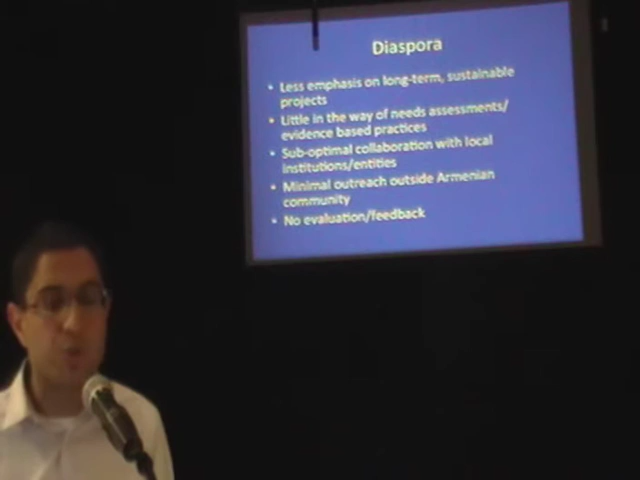 Diaspora
• Less emphasis on long-term, sustainable
projects
• Little in the way of needs assessments/
evidence based practices
• Sub-optimal collaboration with local
institutions/entities
• Minimal outreach outside Armenian
community
• No evaluation/feedback